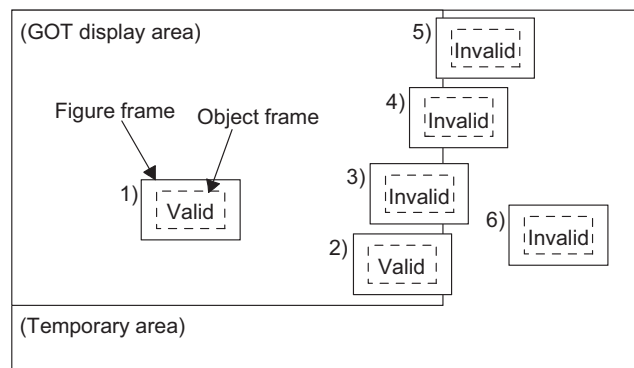 (GOT display area)
5)
Invalid
4)
Invalid
Figure frame
Object frame
3)
Invalid
1)
Valid
6)
Invalid
2)
Valid
(Temporary area)